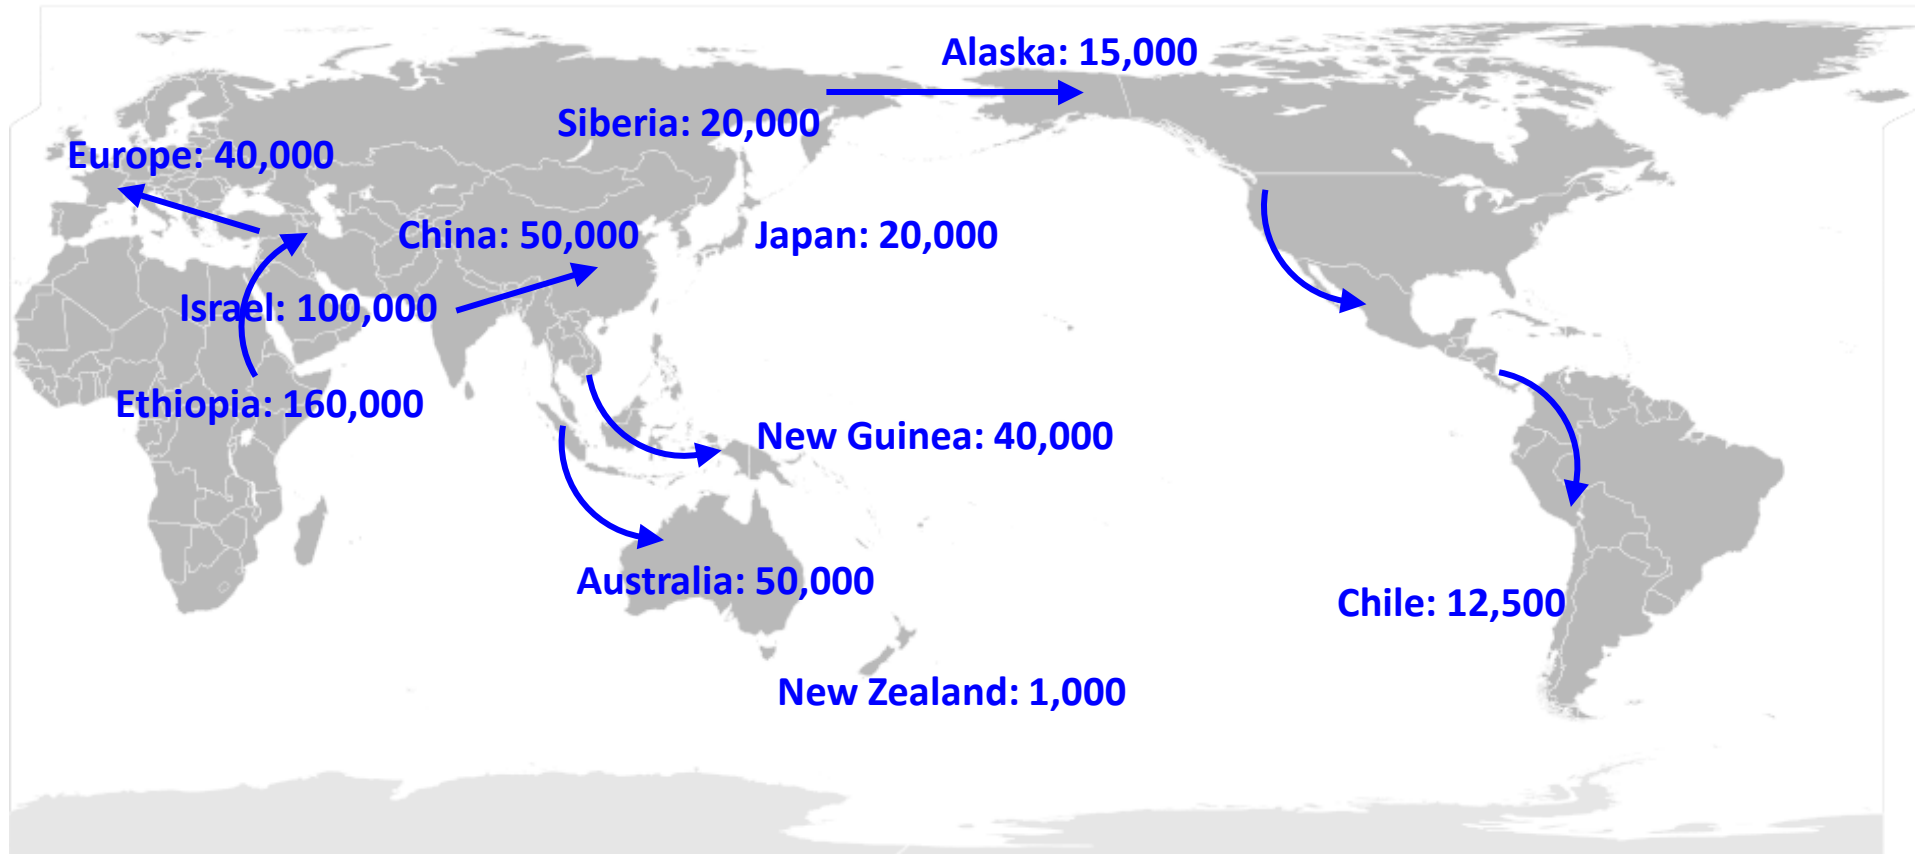 Alaska: 15,000
Siberia: 20,000
Europe: 40,000
China: 50,000
Japan: 20,000
Israel: 100,000
Ethiopia: 160,000
New Guinea: 40,000
Australia: 50,000
Chile: 12,500
New Zealand: 1,000